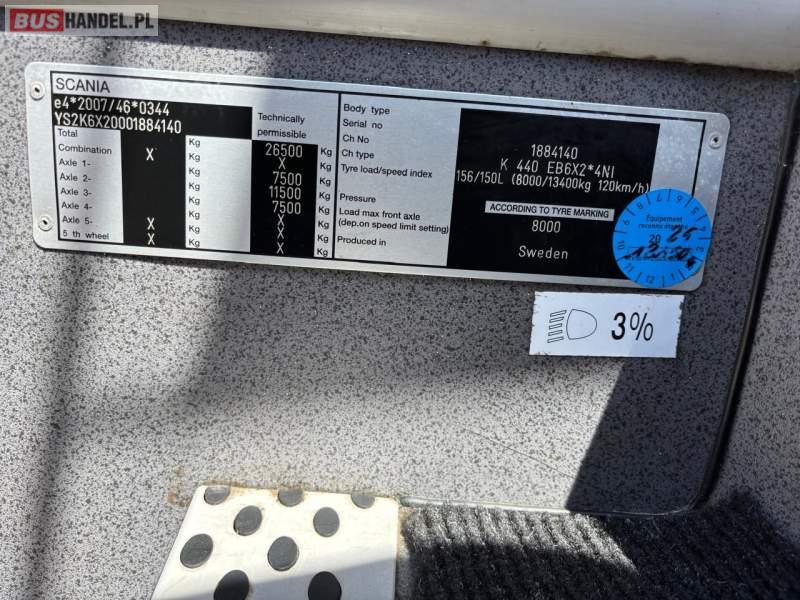 BUSHANDEL.PL
SCANIA
e4*2007/46*0344
YS2K6X20001884140
Technically
permissible
Total Kg 26500 Kg
Combination X Kg X Kg
Axle 1- Kg 7500 Kg
Axle 2- Kg 11500 Kg
Axle 3- Kg 7500 Kg
Axle 4- Kg X Kg
Axle 5- X Kg X Kg
5 th wheel X Kg X Kg
Body type
Serial no 1884140
Ch No
Ch type K 440 EB6X2*4NI
Tyre load/speed index 156/150L (8000/13400kg 120km/h)
Pressure ACCORDING TO TYRE MARKING
Load max front axle
(dep.on speed limit setting) 8000
Produced in Sweden
Equipement
20
3%